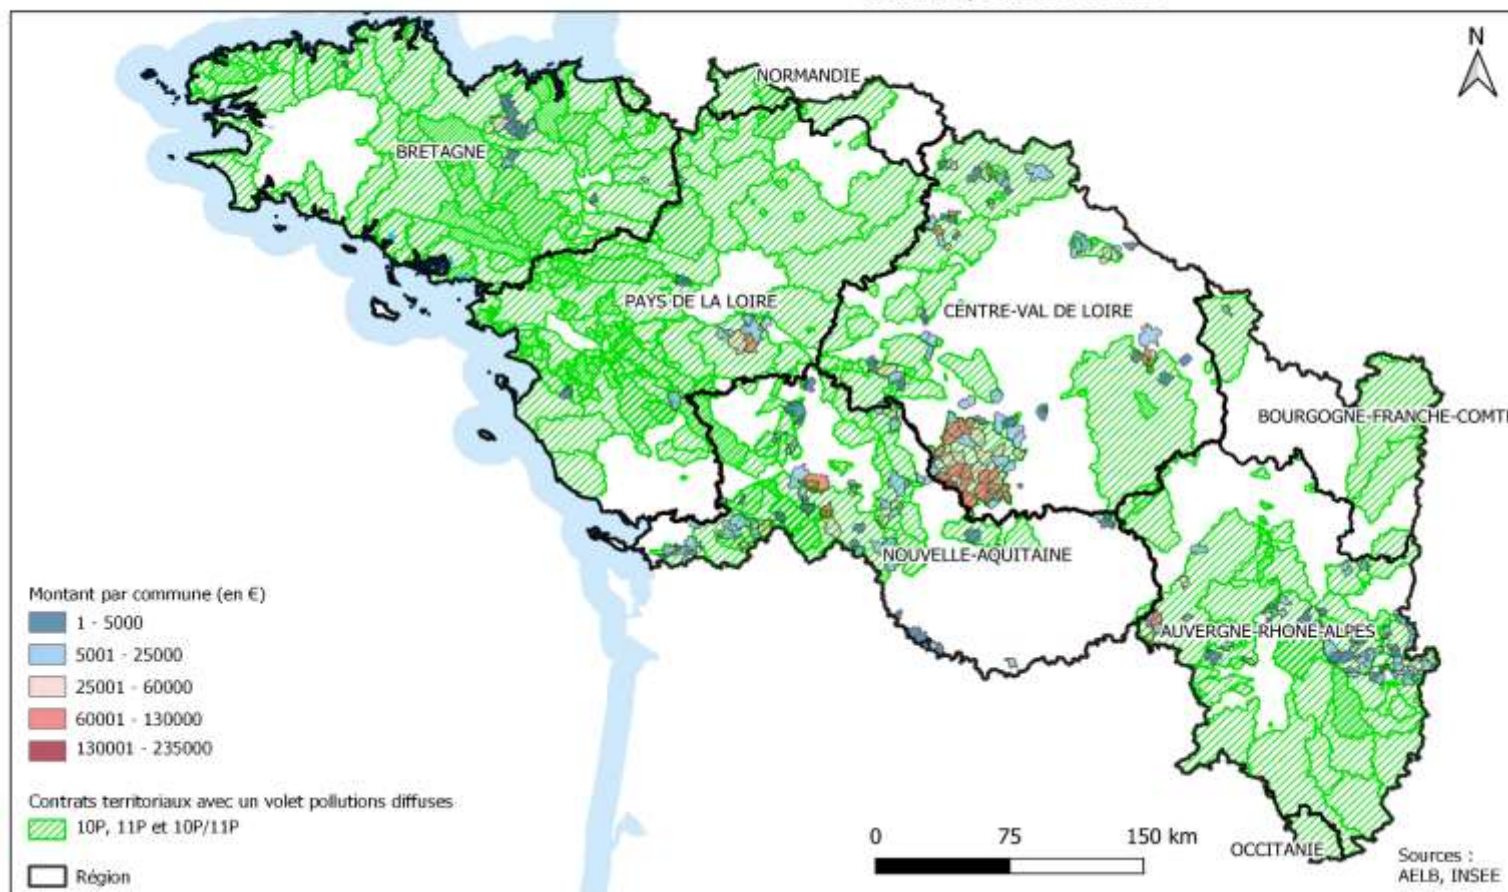 N
NORMANDIE
BRETAGNE
PAYS DE LA LOIRE
CENTRE-VAL DE LOIRE
BOURGOGNE-FRANCHE-COMT
NOUVELLE-AQUITAINE
AUVERGNE-RHONE-ALPES
OCCITANIE
Montant par commune (en €)
1 - 5000
5001 - 25000
25001 - 60000
60001 - 130000
130001 - 235000
Contrats territoriaux avec un volet pollutions diffuses
10P, 11P et 10P/11P
Région
0 75 150 km
Sources :
AELB, INSEE